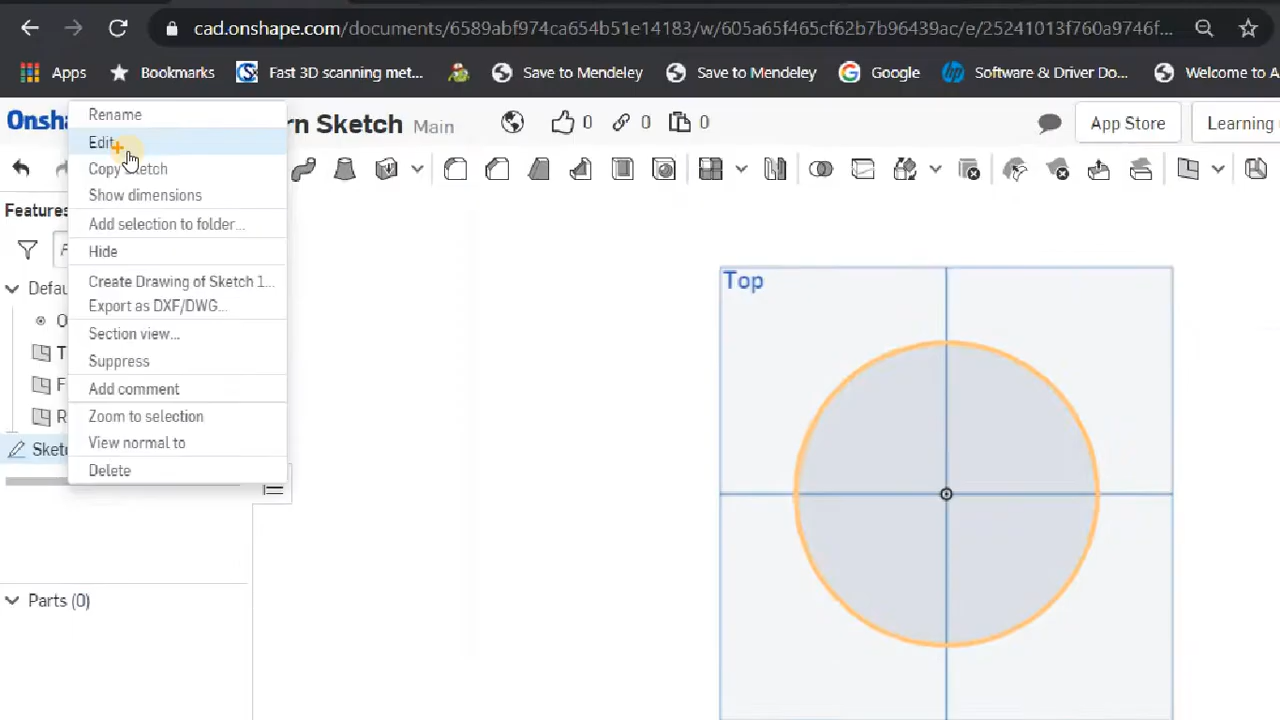 cad.onshape.com/documents/6589abf974ca654b51e14183/w/605a65f465cf62b7b96439ac/e/25241013f760a9746f...
Apps Bookmarks Fast 3D scanning met... Save to Mendeley Save to Mendeley Google Software & Driver Do... Welcome to A
Onsha rn Sketch Main 0 0 0 App Store Learning
Rename
Edit
Copy sketch
Show dimensions
Add selection to folder...
Hide
Create Drawing of Sketch 1...
Export as DXF/DWG...
Section view...
Suppress
Add comment
Zoom to selection
View normal to
Delete
Features
F
Defau
O
T
F
R
Sketc
Parts (0)
Top